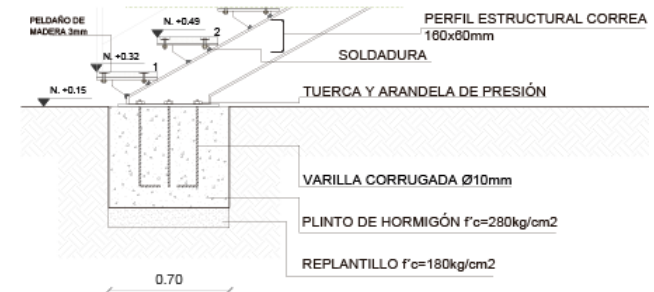 PELDAÑO DE
MADERA 3mm
N. +0.49
2
PERFIL ESTRUCTURAL CORREA
160x60mm
SOLDADURA
N. +0.32
1
N. +0.15
TUERCA Y ARANDELA DE PRESIÓN
VARILLA CORRUGADA Ø10mm
PLINTO DE HORMIGÓN f'c=280kg/cm2
REPLANTILLO f'c=180kg/cm2
0.70